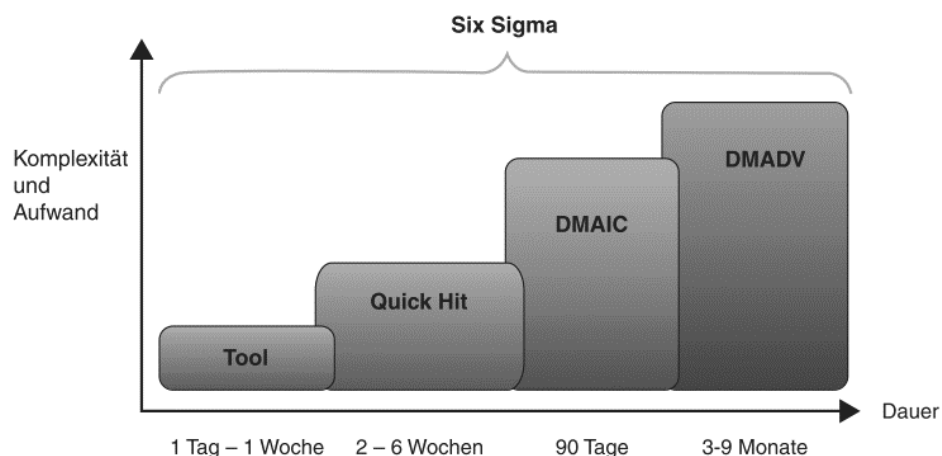 Six Sigma
Komplexität
und
Aufwand
DMADV
DMAIC
Quick Hit
Tool
Dauer
1 Tag – 1 Woche
2 – 6 Wochen
90 Tage
3-9 Monate